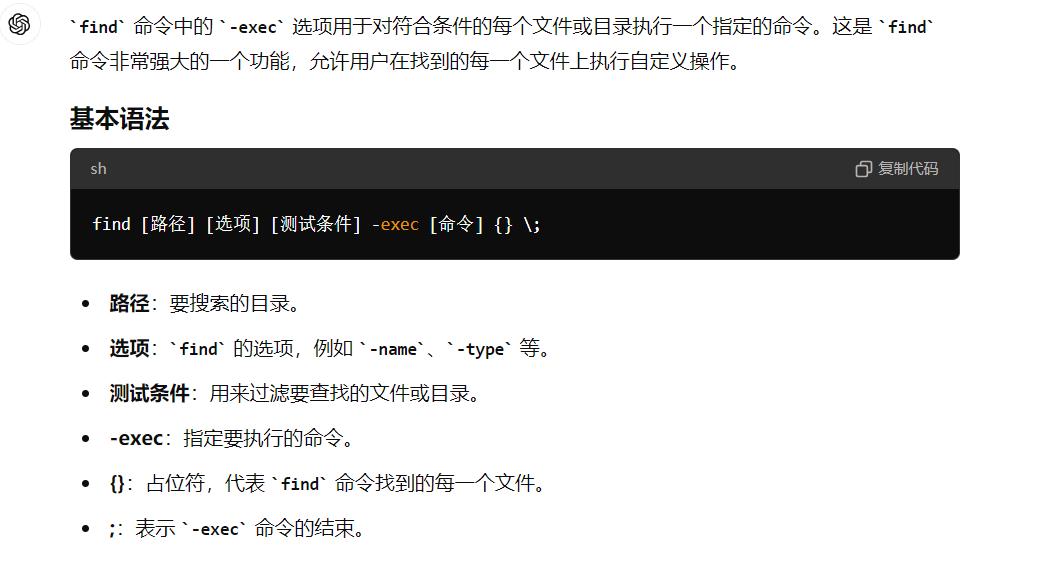 `find` 命令中的 `-exec` 选项用于对符合条件的每个文件或目录执行一个指定的命令。这是 `find`
命令非常强大的一个功能，允许用户在找到的每一个文件上执行自定义操作。
基本语法
sh 复制代码
find [路径] [选项] [测试条件] -exec [命令] {} \;
• 路径：要搜索的目录。
• 选项：`find` 的选项，例如 `-name`、`-type` 等。
• 测试条件：用来过滤要查找的文件或目录。
• -exec：指定要执行的命令。
• {}：占位符，代表 `find` 命令找到的每一个文件。
• ;：表示 `-exec` 命令的结束。